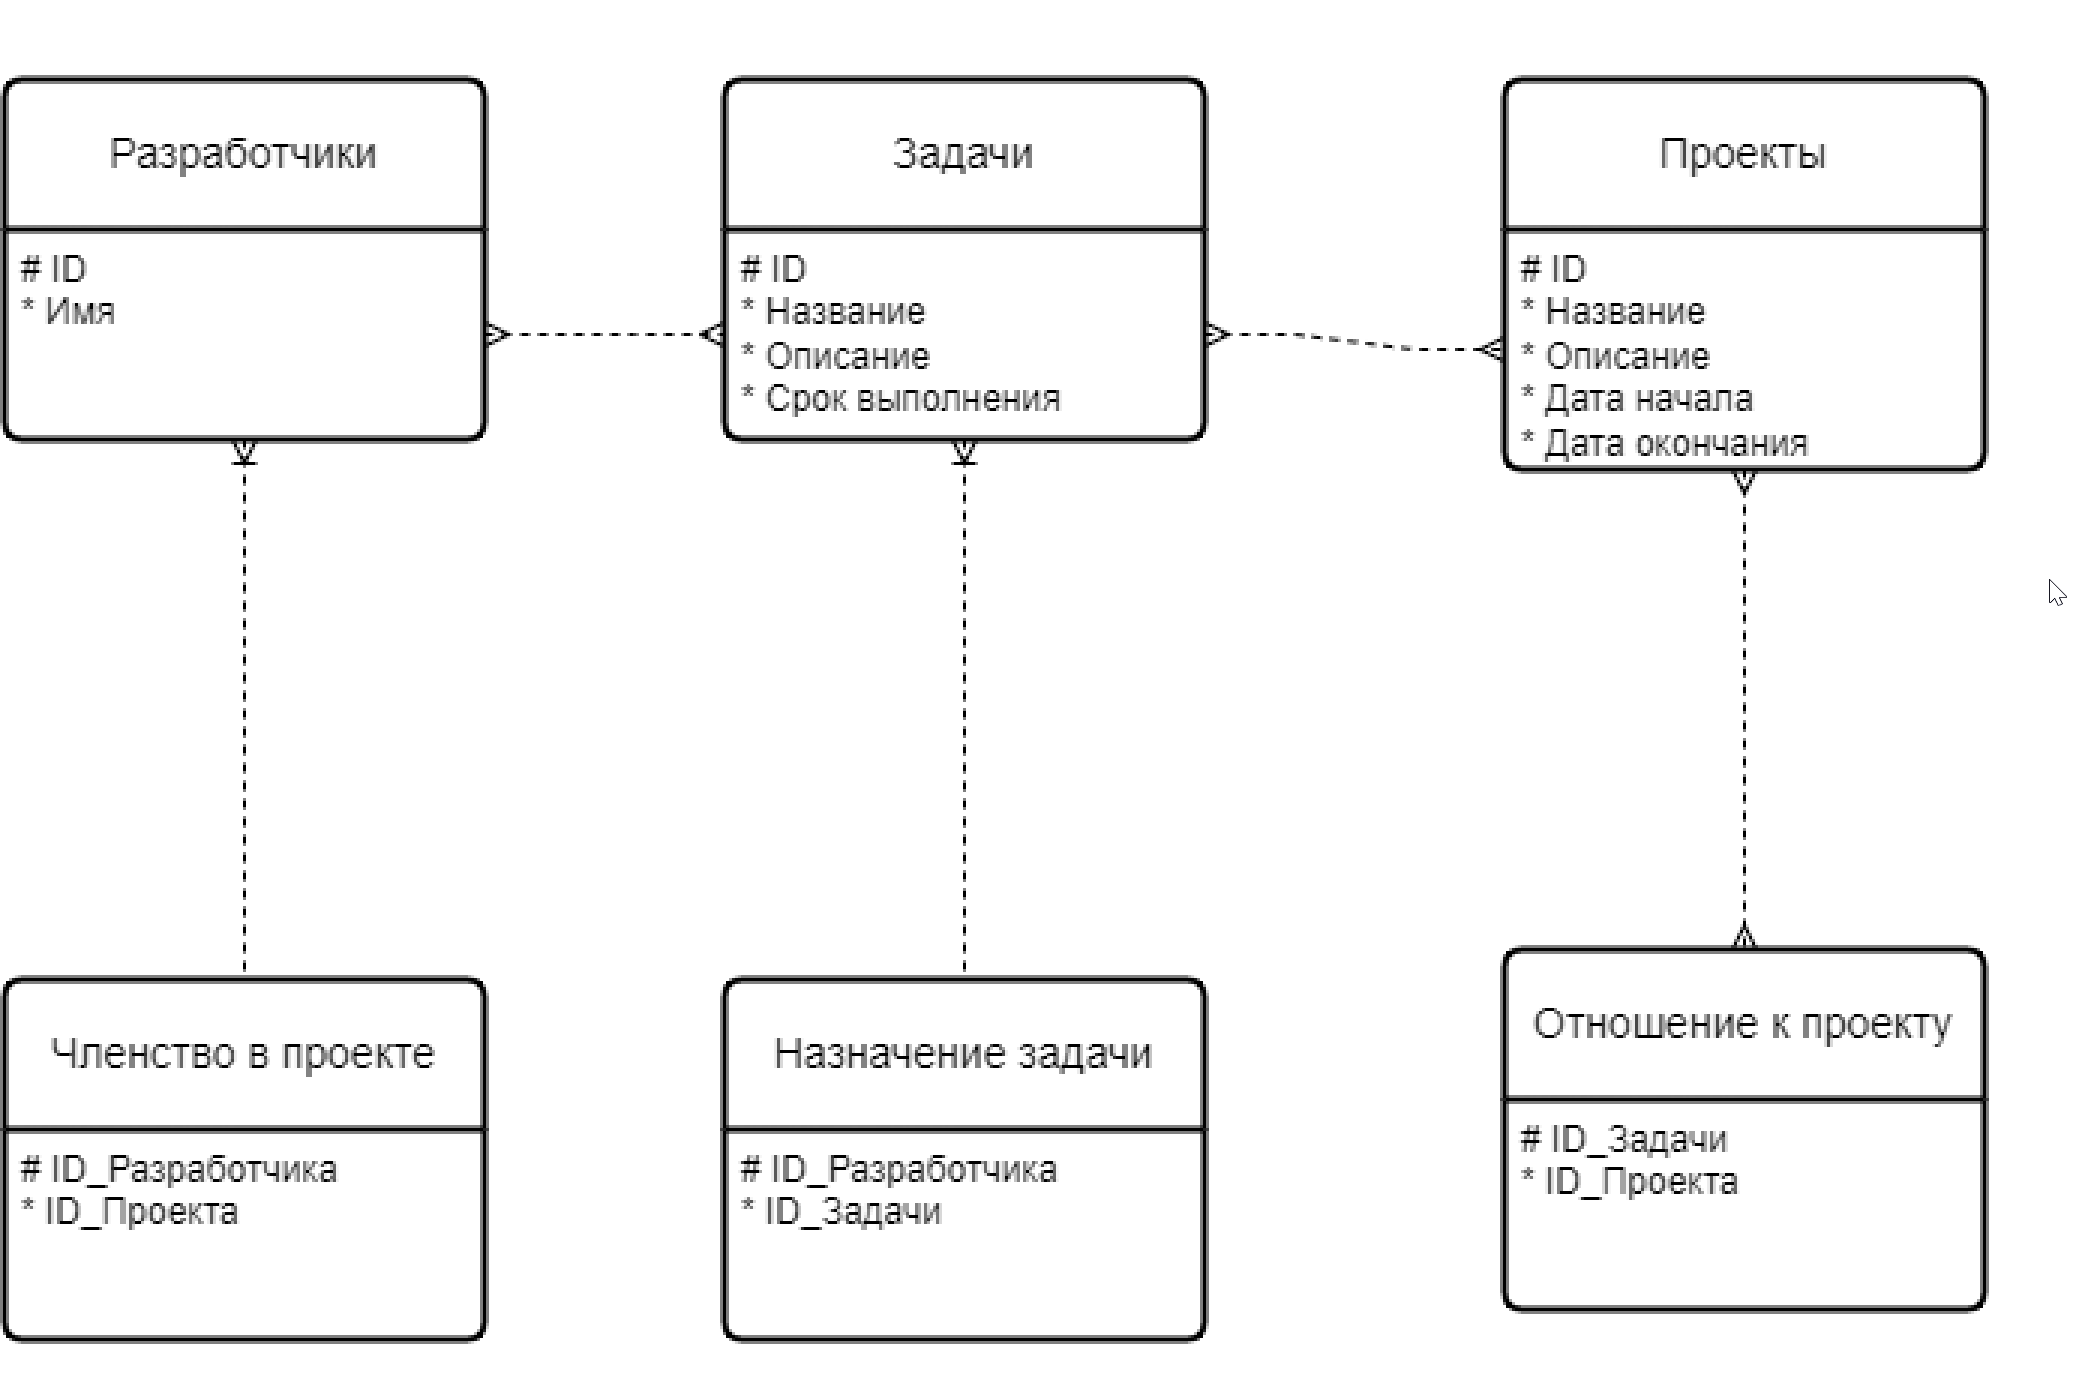 Разработчики
# ID
* Имя
Задачи
# ID
* Название
* Описание
* Срок выполнения
Проекты
# ID
* Название
* Описание
* Дата начала
* Дата окончания
Членство в проекте
# ID_Разработчика
* ID_Проекта
Назначение задачи
# ID_Разработчика
* ID_Задачи
Отношение к проекту
# ID_Задачи
* ID_Проекта